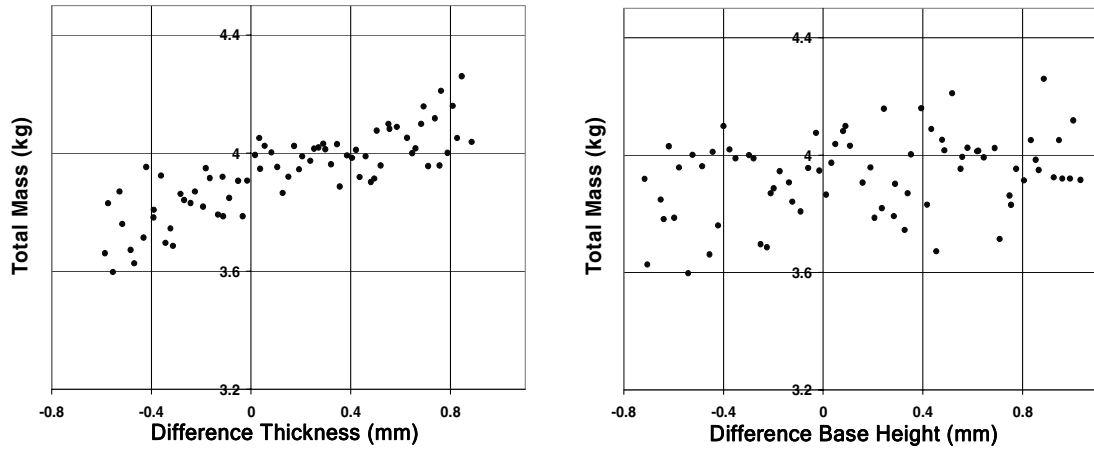 4.4
4
3.6
3.2
-0.8 -0.4 0 0.4 0.8
Total Mass (kg)
Difference Thickness (mm)
4.4
4
3.6
3.2
-0.8 -0.4 0 0.4 0.8
Total Mass (kg)
Difference Base Height (mm)